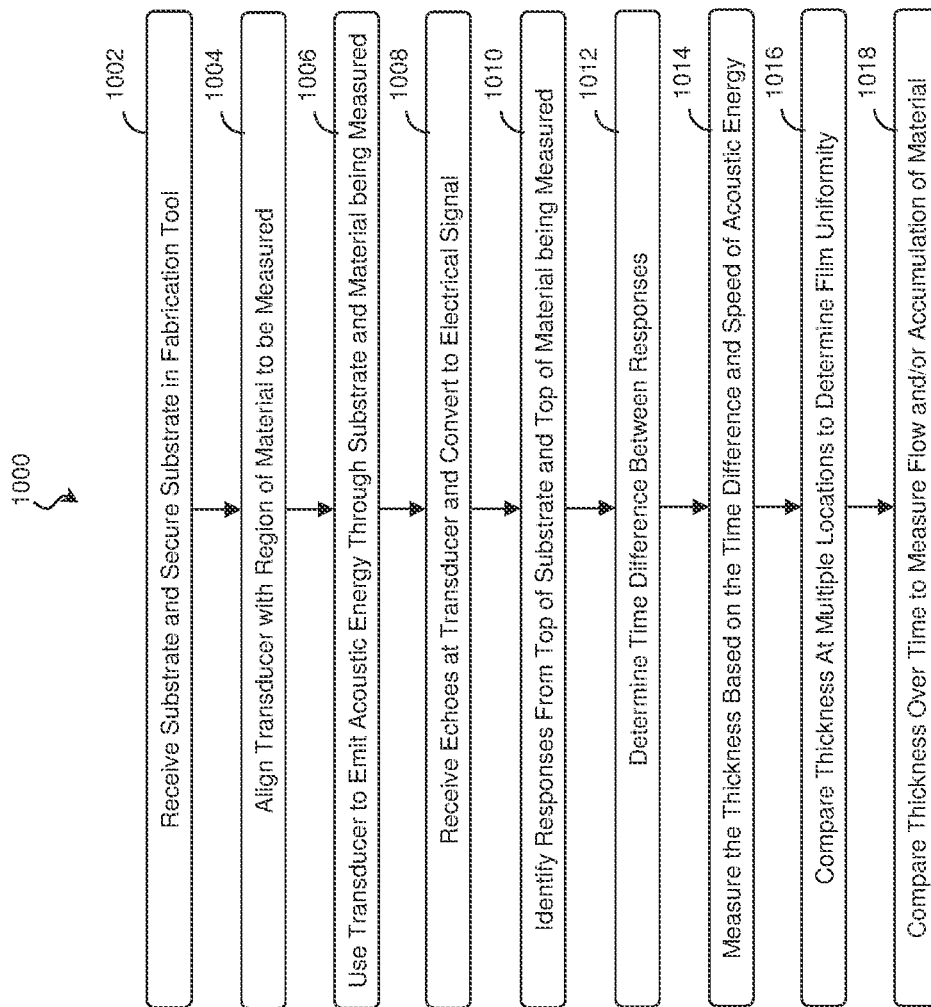 1000
1002
Receive Substrate and Secure Substrate in Fabrication Tool
1004
Align Transducer with Region of Material to be Measured
1006
Use Transducer to Emit Acoustic Energy Through Substrate and Material being Measured
1008
Receive Echoes at Transducer and Convert to Electrical Signal
1010
Identify Responses From Top of Substrate and Top of Material being Measured
1012
Determine Time Difference Between Responses
1014
Measure the Thickness Based on the Time Difference and Speed of Acoustic Energy
1016
Compare Thickness At Multiple Locations to Determine Film Uniformity
1018
Compare Thickness Over Time to Measure Flow and/or Accumulation of Material